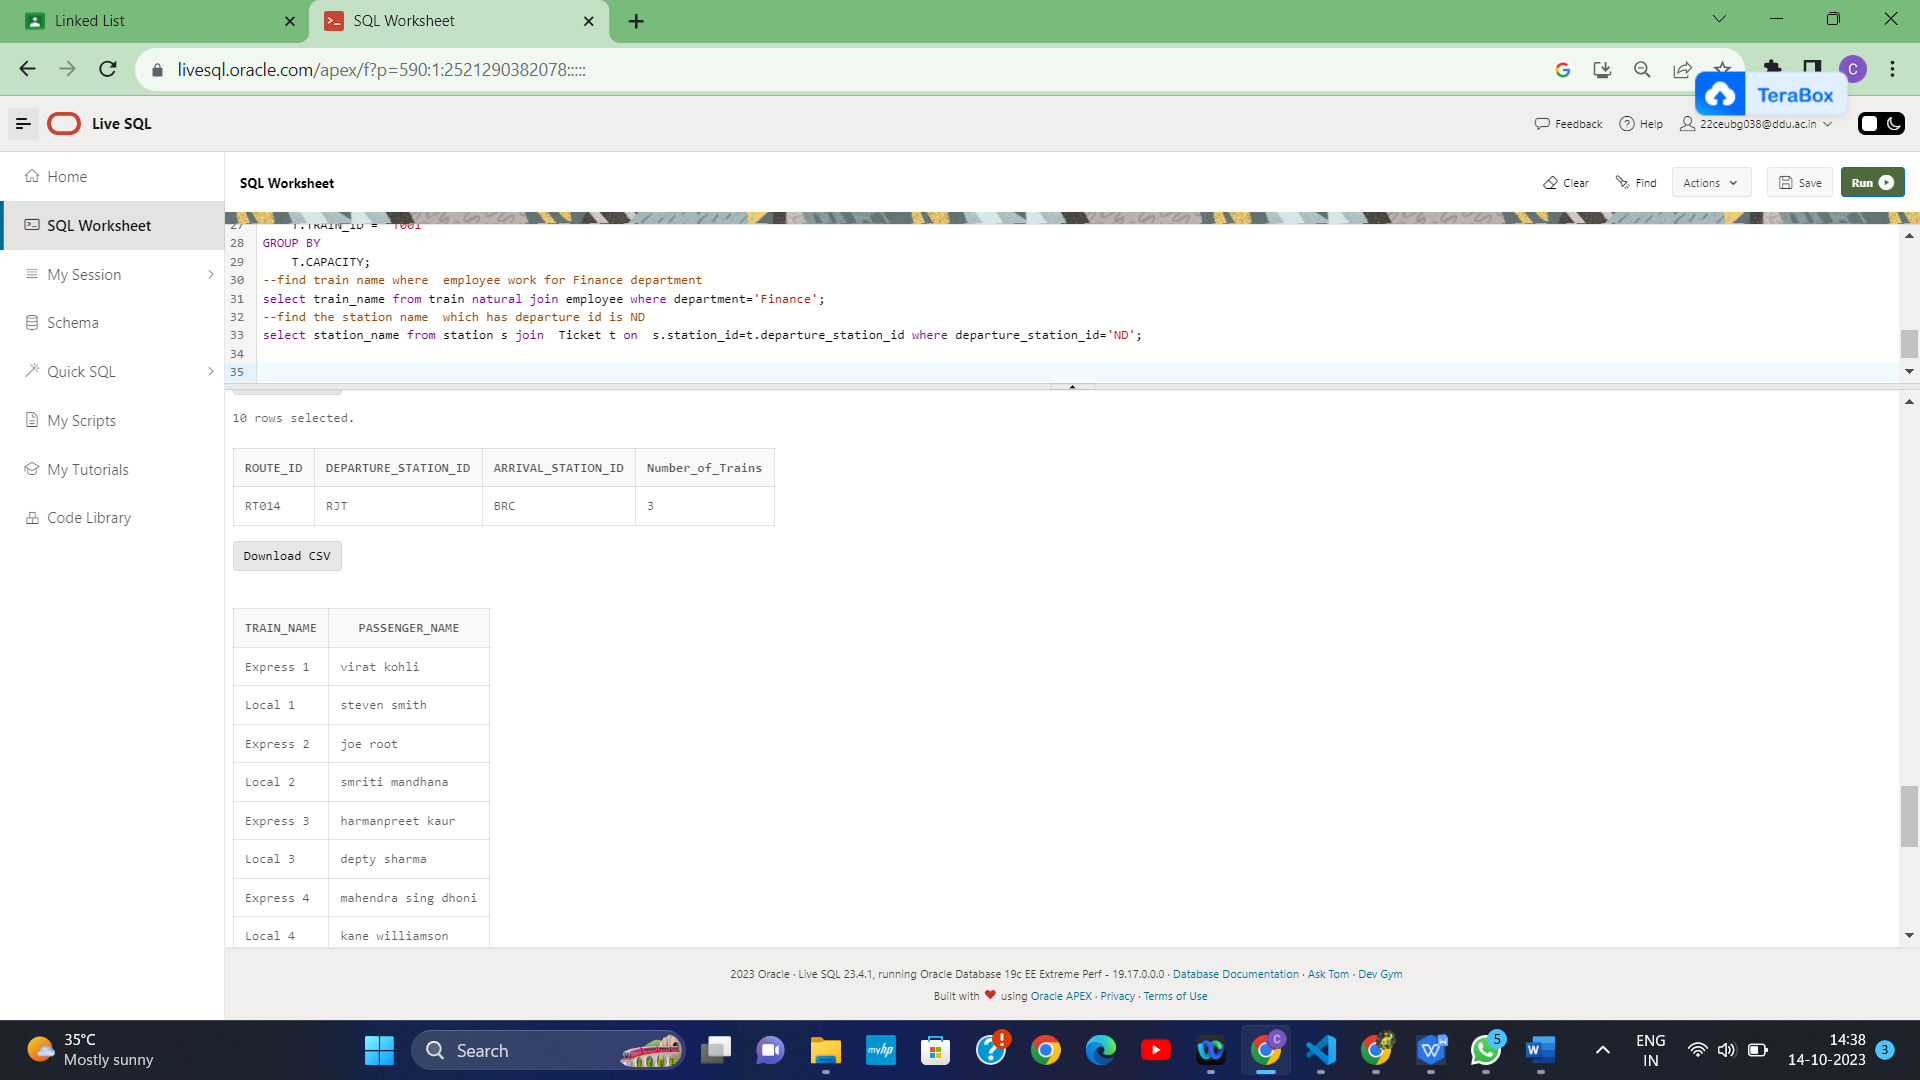 Linked List
SQL Worksheet
livesql.oracle.com/apex/f?p=590:1:2521290382078:::::
C
TeraBox
Live SQL
Feedback
Help
22ceubg038@ddu.ac.in
Home
SQL Worksheet
My Session
Schema
Quick SQL
My Scripts
My Tutorials
Code Library
SQL Worksheet
Clear
Find
Actions
Save
Run
27 T.TRAIN_ID = 'T001'
28 GROUP BY
29 T.CAPACITY;
30 --find train name where  employee work for Finance department
31 select train_name from train natural join employee where department='Finance';
32 --find the station name  which has departure id is ND
33 select station_name from station s join  Ticket t on  s.station_id=t.departure_station_id where departure_station_id='ND';
34
35
10 rows selected.
ROUTE_ID DEPARTURE_STATION_ID ARRIVAL_STATION_ID Number_of_Trains
RT014 RJT BRC 3
Download CSV
TRAIN_NAME PASSENGER_NAME
Express 1 virat kohli
Local 1 steven smith
Express 2 joe root
Local 2 smriti mandhana
Express 3 harmanpreet kaur
Local 3 depty sharma
Express 4 mahendra sing dhoni
Local 4 kane williamson
2023 Oracle · Live SQL 23.4.1, running Oracle Database 19c EE Extreme Perf - 19.17.0.0.0 · Database Documentation · Ask Tom · Dev Gym
Built with ❤ using Oracle APEX · Privacy · Terms of Use
35°C
Mostly sunny
Search
myhp
C
5
ENG
IN
14:38
14-10-2023
3